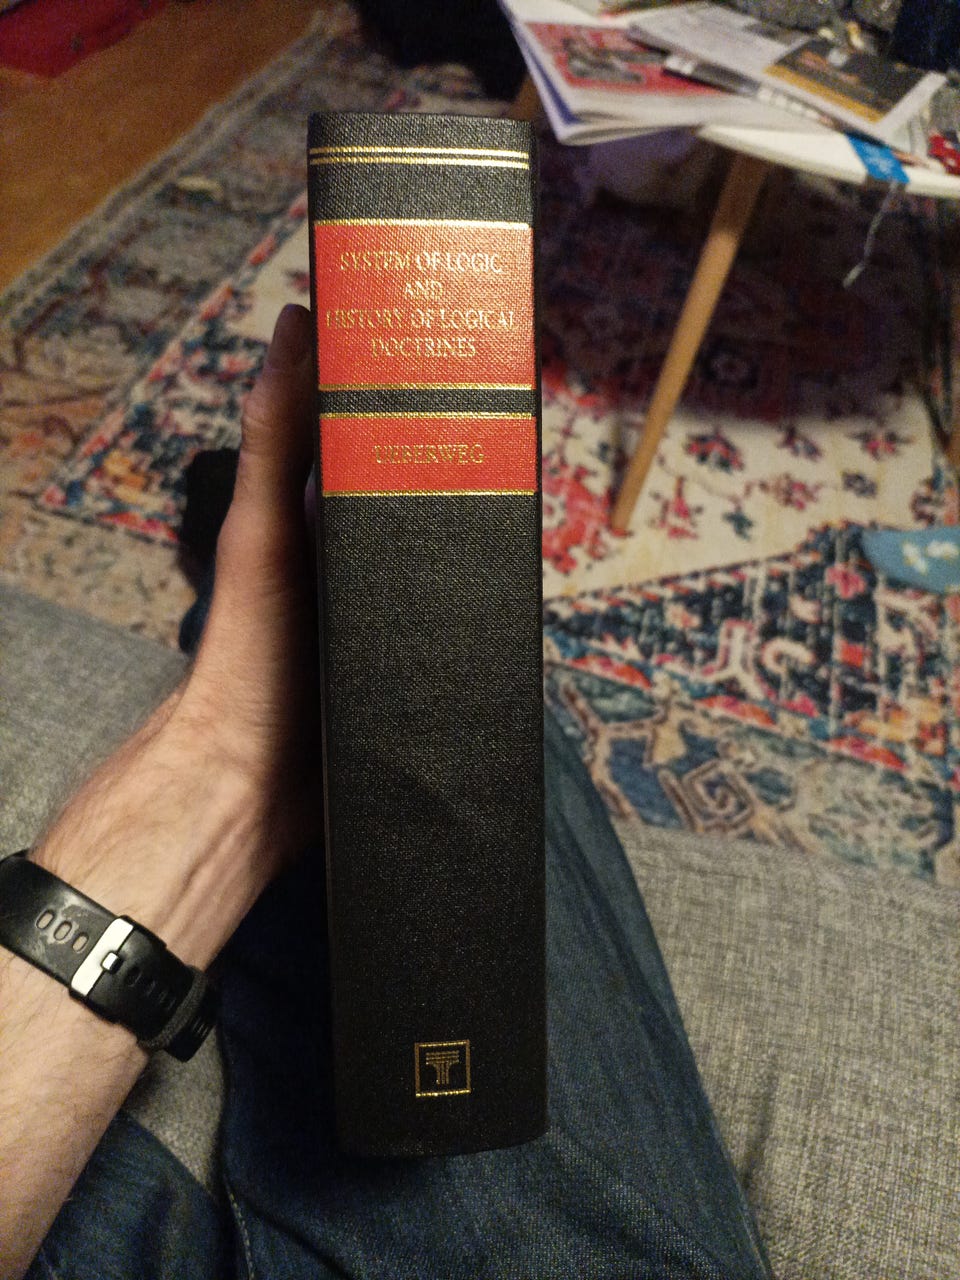 SYSTEM OF LOGIC
AND
HISTORY OF LOGICAL
DOCTRINES
UEBERWEG